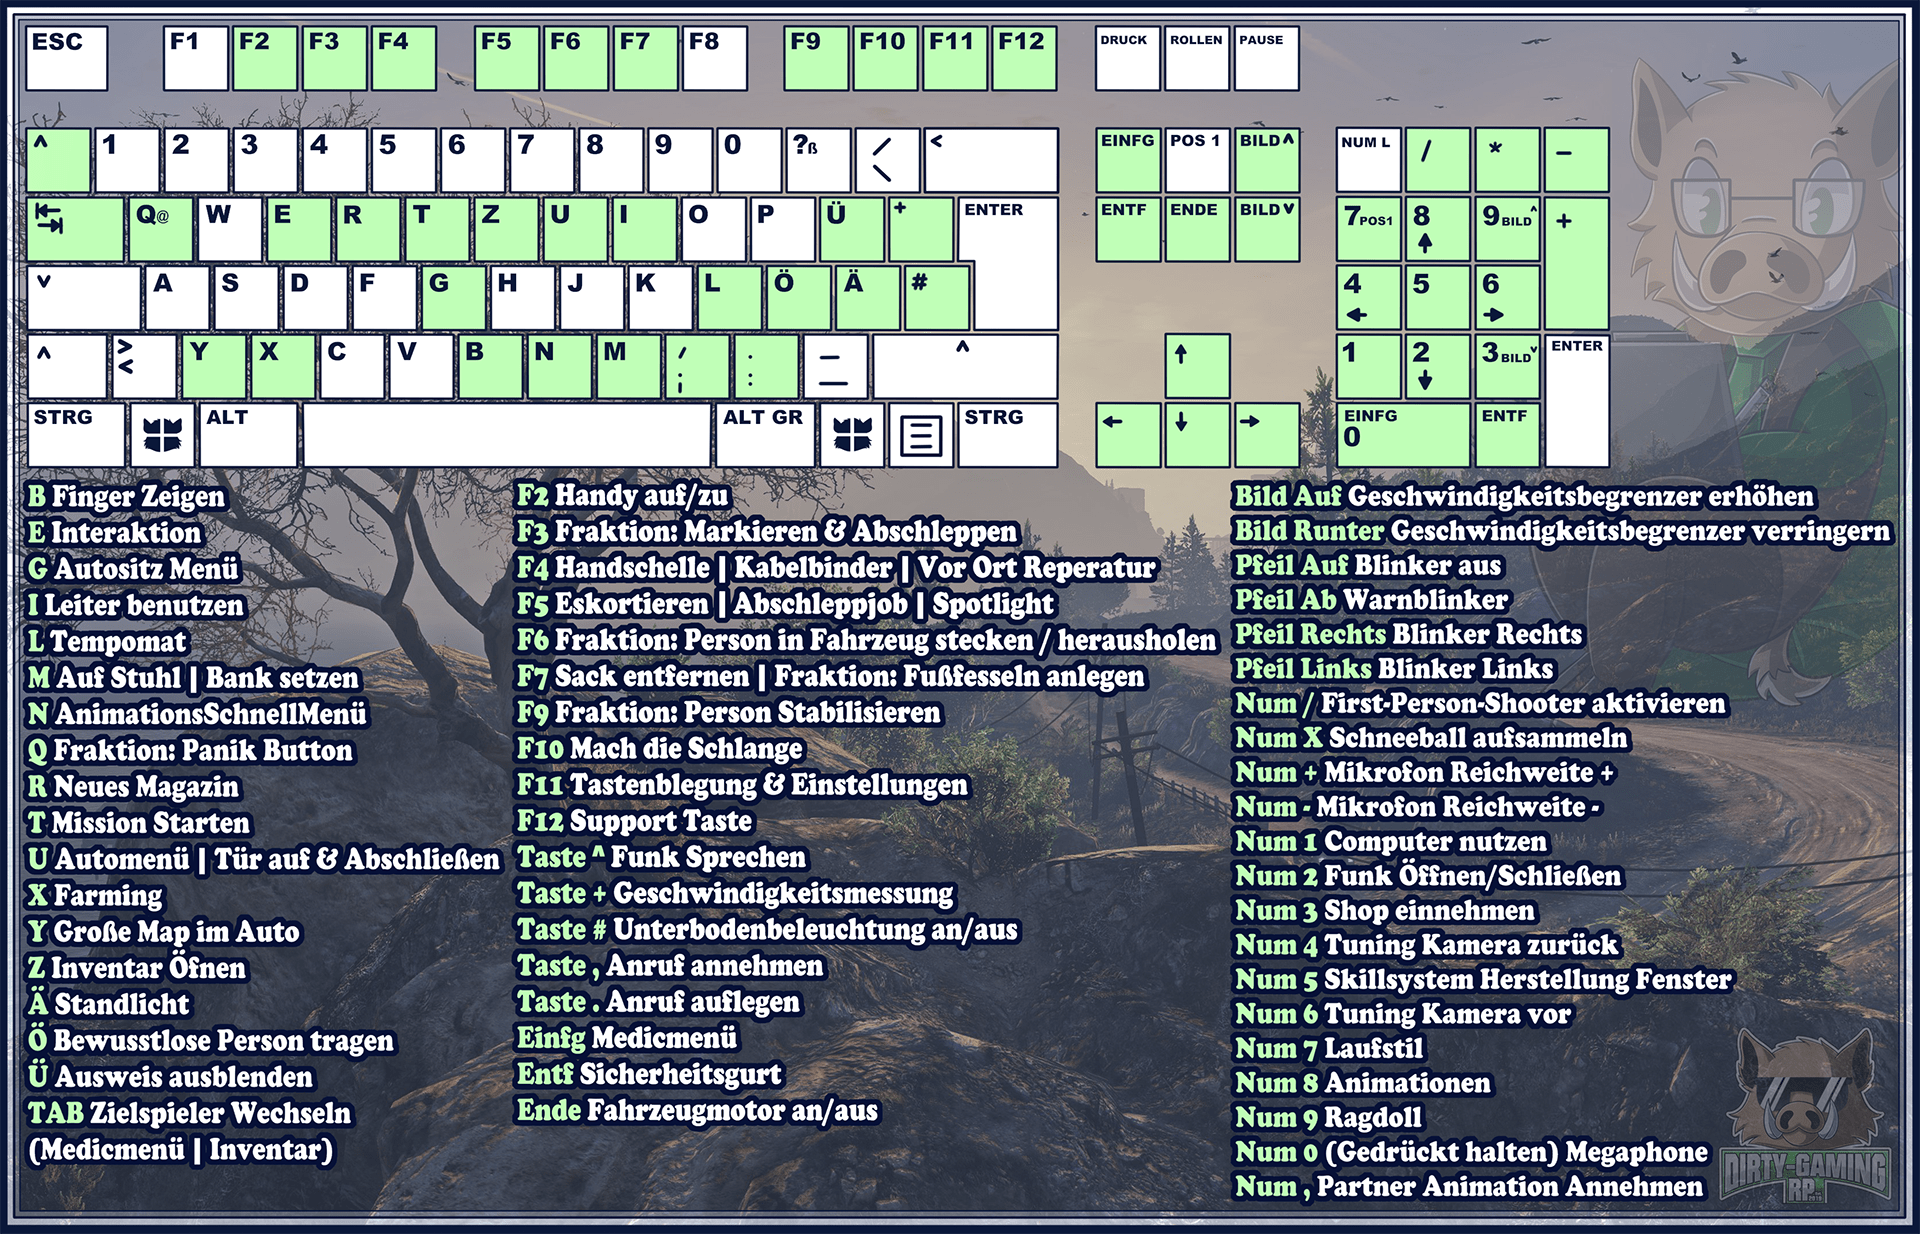 ESC F1 F2 F3 F4 F5 F6 F7 F8 F9 F10 F11 F12 DRUCK ROLLEN PAUSE
^ 1 2 3 4 5 6 7 8 9 0 ?ß / \ < EINFG POS 1 BILD^ NUM L / * -
Q@ W E R T Z U I O P Ü + ENTER ENTF ENDE BILD˅ 7POS1 8 9BILD^ +
˅ A S D F G H J K L Ö Ä # 4 5 6
^ > < Y X C V B N M / ; . : - _ ^ 1 2 3BILD˅ ENTER
STRG ALT ALT GR STRG EINFG 0 ENTF
B Finger Zeigen
E Interaktion
G Autositz Menü
I Leiter benutzen
L Tempomat
M Auf Stuhl | Bank setzen
N AnimationsSchnellMenü
Q Fraktion: Panik Button
R Neues Magazin
T Mission Starten
U Automenü | Tür auf & Abschließen
X Farming
Y Große Map im Auto
Z Inventar Öfnen
Ä Standlicht
Ö Bewusstlose Person tragen
Ü Ausweis ausblenden
TAB Zielspieler Wechseln
(Medicmenü | Inventar)
F2 Handy auf/zu
F3 Fraktion: Markieren & Abschleppen
F4 Handschelle | Kabelbinder | Vor Ort Reperatur
F5 Eskortieren | Abschleppjob | Spotlight
F6 Fraktion: Person in Fahrzeug stecken / herausholen
F7 Sack entfernen | Fraktion: Fußfesseln anlegen
F9 Fraktion: Person Stabilisieren
F10 Mach die Schlange
F11 Tastenblegung & Einstellungen
F12 Support Taste
Taste ^ Funk Sprechen
Taste + Geschwindigkeitsmessung
Taste # Unterbodenbeleuchtung an/aus
Taste , Anruf annehmen
Taste . Anruf auflegen
Einfg Medicmenü
Entf Sicherheitsgurt
Ende Fahrzeugmotor an/aus
Bild Auf Geschwindigkeitsbegrenzer erhöhen
Bild Runter Geschwindigkeitsbegrenzer verringern
Pfeil Auf Blinker aus
Pfeil Ab Warnblinker
Pfeil Rechts Blinker Rechts
Pfeil Links Blinker Links
Num / First-Person-Shooter aktivieren
Num X Schneeball aufsammeln
Num + Mikrofon Reichweite +
Num - Mikrofon Reichweite -
Num 1 Computer nutzen
Num 2 Funk Öffnen/Schließen
Num 3 Shop einnehmen
Num 4 Tuning Kamera zurück
Num 5 Skillsystem Herstellung Fenster
Num 6 Tuning Kamera vor
Num 7 Laufstil
Num 8 Animationen
Num 9 Ragdoll
Num 0 (Gedrückt halten) Megaphone
Num , Partner Animation Annehmen
DIRTY-GAMING
RP